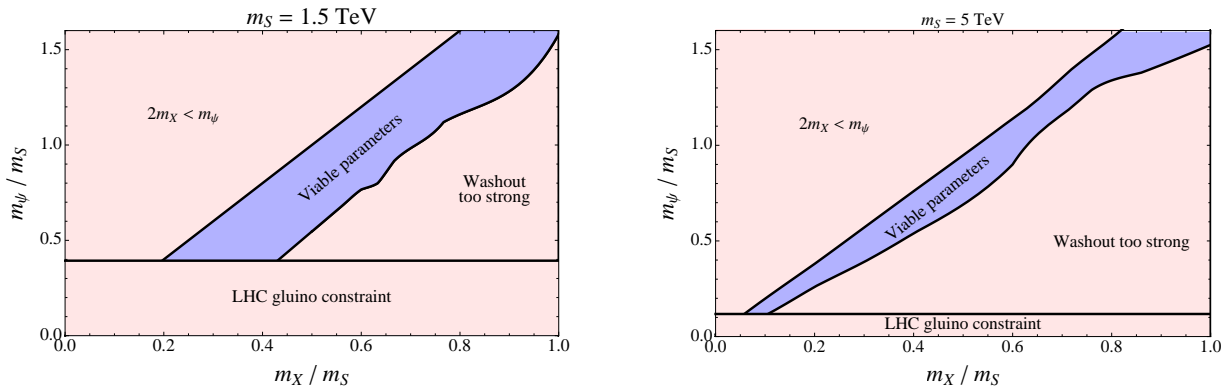 m_S = 1.5 TeV
1.5
1.0
0.5
0.0
m_ψ / m_S
2m_X < m_ψ
Viable parameters
Washout
too strong
LHC gluino constraint
0.0 0.2 0.4 0.6 0.8 1.0
m_X / m_S
m_S = 5 TeV
1.5
1.0
0.5
0.0
m_ψ / m_S
2m_X < m_ψ
Viable parameters
Washout too strong
LHC gluino constraint
0.0 0.2 0.4 0.6 0.8 1.0
m_X / m_S